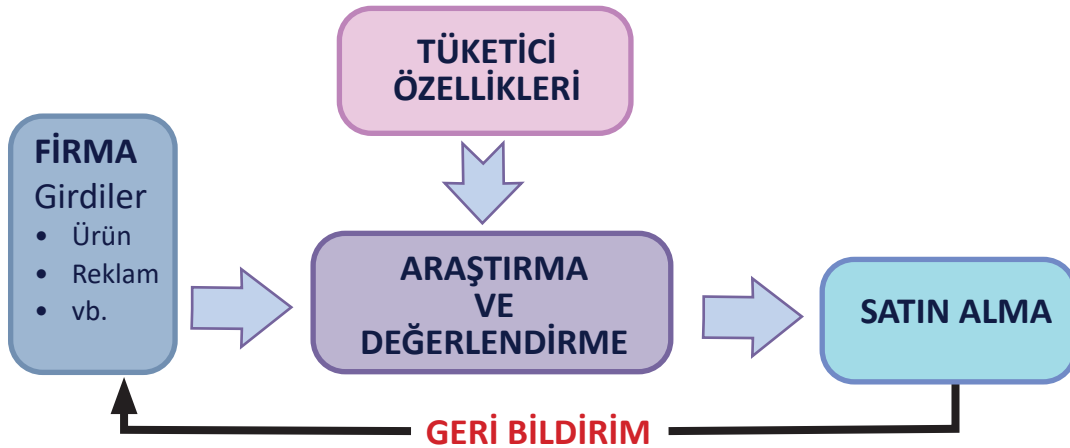 TÜKETİCİ
ÖZELLİKLERİ
FİRMA
Girdiler
• Ürün
• Reklam
• vb.
ARAŞTIRMA
VE
DEĞERLENDİRME
SATIN ALMA
GERİ BİLDİRİM